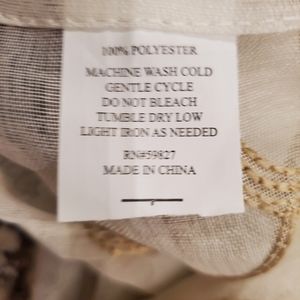 100% POLYESTER
MACHINE WASH COLD
GENTLE CYCLE
DO NOT BLEACH
TUMBLE DRY LOW
LIGHT IRON AS NEEDED
RN#59827
MADE IN CHINA